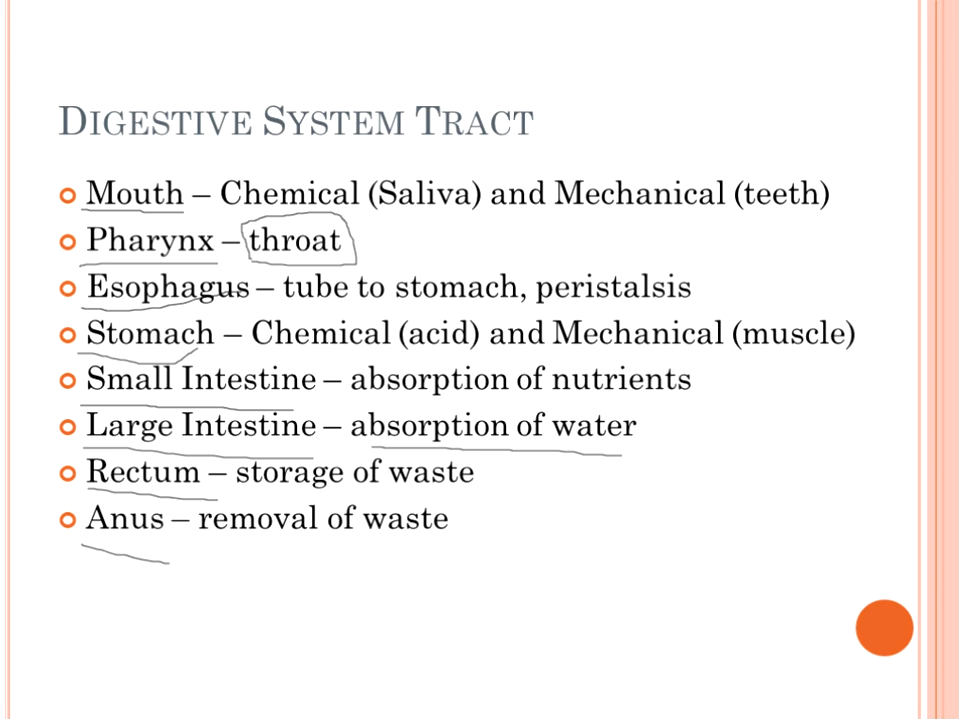 DIGESTIVE SYSTEM TRACT
Mouth – Chemical (Saliva) and Mechanical (teeth)
Pharynx – throat
Esophagus – tube to stomach, peristalsis
Stomach – Chemical (acid) and Mechanical (muscle)
Small Intestine – absorption of nutrients
Large Intestine – absorption of water
Rectum – storage of waste
Anus – removal of waste